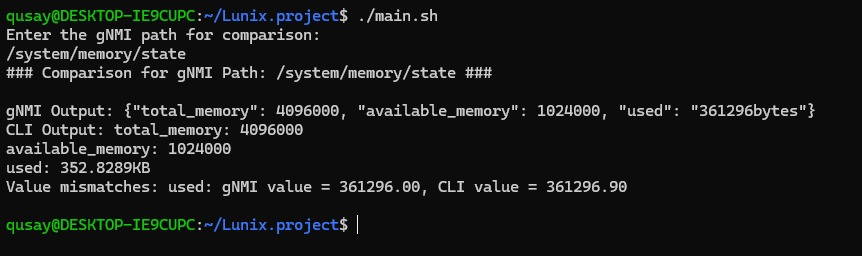 qusay@DESKTOP-IE9CUPC:~/Lunix.project$ ./main.sh
Enter the gNMI path for comparison:
/system/memory/state
### Comparison for gNMI Path: /system/memory/state ###
gNMI Output: {"total_memory": 4096000, "available_memory": 1024000, "used": "361296bytes"}
CLI Output: total_memory: 4096000
available_memory: 1024000
used: 352.8289KB
Value mismatches: used: gNMI value = 361296.00, CLI value = 361296.90
qusay@DESKTOP-IE9CUPC:~/Lunix.project$